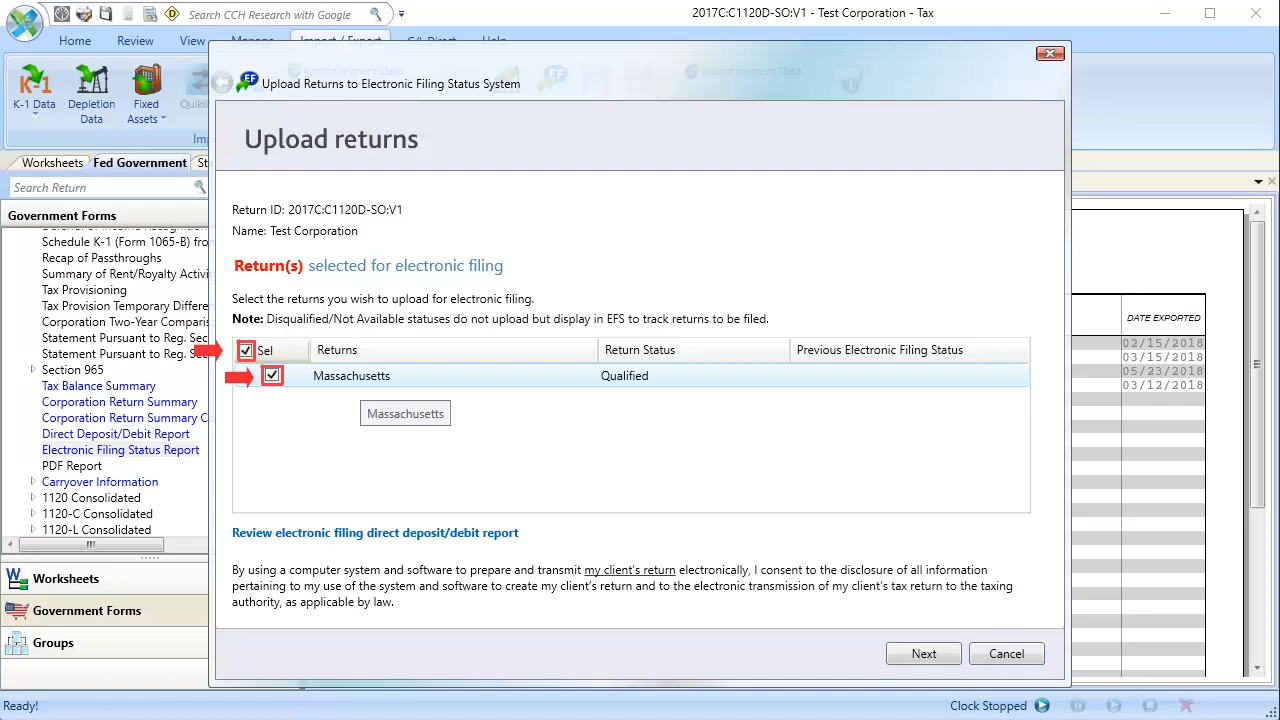 Search CCH Research with Google
2017C:C1120D-SO:V1 - Test Corporation - Tax
Home
Review
View
Manage
Import / Export
Help
K-1 Data
Depletion
Data
Fixed
Assets
Apportionment Data
Upload Returns to Electronic Filing Status System
Worksheets
Fed Government
Search Return
Government Forms
Schedule K-1 (Form 1065-B) from
Recap of Passthroughs
Summary of Rent/Royalty Activity
Tax Provisioning
Tax Provision Temporary Differe
Corporation Two-Year Comparis
Statement Pursuant to Reg. Sec
Statement Pursuant to Reg. Sec
Section 965
Tax Balance Summary
Corporation Return Summary
Corporation Return Summary Co
Direct Deposit/Debit Report
Electronic Filing Status Report
PDF Report
Carryover Information
1120 Consolidated
1120-C Consolidated
1120-L Consolidated
Worksheets
Government Forms
Groups
Upload returns
Return ID: 2017C:C1120D-SO:V1
Name: Test Corporation
Return(s) selected for electronic filing
Select the returns you wish to upload for electronic filing.
Note: Disqualified/Not Available statuses do not upload but display in EFS to track returns to be filed.
Sel Returns Return Status Previous Electronic Filing Status
Massachusetts Qualified
Massachusetts
Review electronic filing direct deposit/debit report
By using a computer system and software to prepare and transmit my client's return electronically, I consent to the disclosure of all information
pertaining to my use of the system and software to create my client's return and to the electronic transmission of my client's tax return to the taxing
authority, as applicable by law.
Next
Cancel
DATE EXPORTED
02/15/2018
03/15/2018
05/23/2018
03/12/2018
Ready!
Clock Stopped